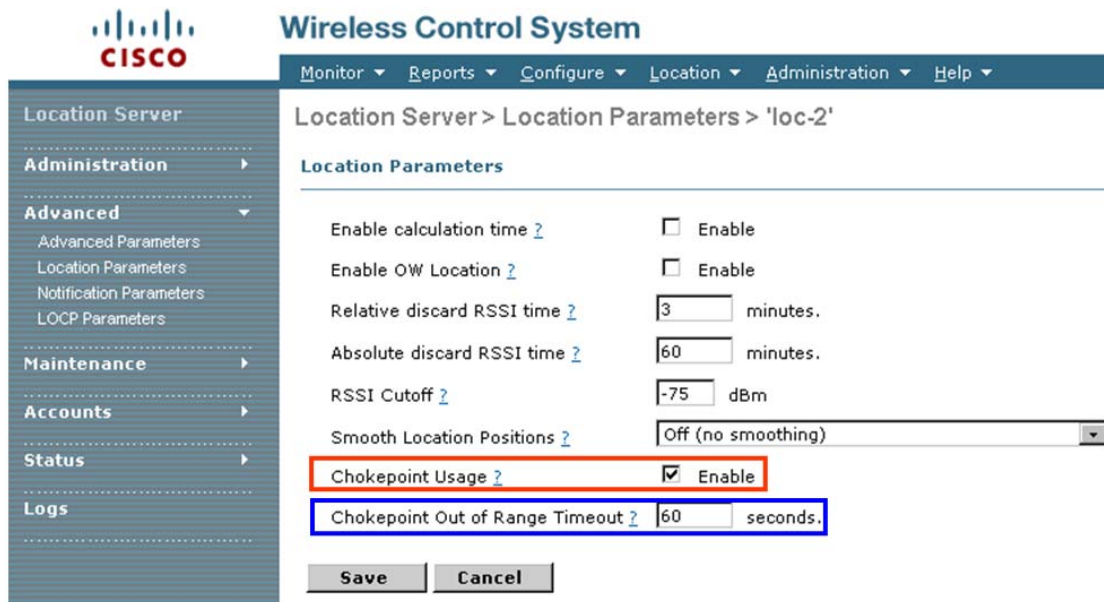 CISCO
Wireless Control System
Monitor Reports Configure Location Administration Help
Location Server
Administration
Advanced
Advanced Parameters
Location Parameters
Notification Parameters
LOCP Parameters
Maintenance
Accounts
Status
Logs
Location Server > Location Parameters > 'loc-2'
Location Parameters
Enable calculation time ? Enable
Enable OW Location ? Enable
Relative discard RSSI time ? 3 minutes.
Absolute discard RSSI time ? 60 minutes.
RSSI Cutoff ? -75 dBm
Smooth Location Positions ? Off (no smoothing)
Chokepoint Usage ? Enable
Chokepoint Out of Range Timeout ? 60 seconds.
Save Cancel